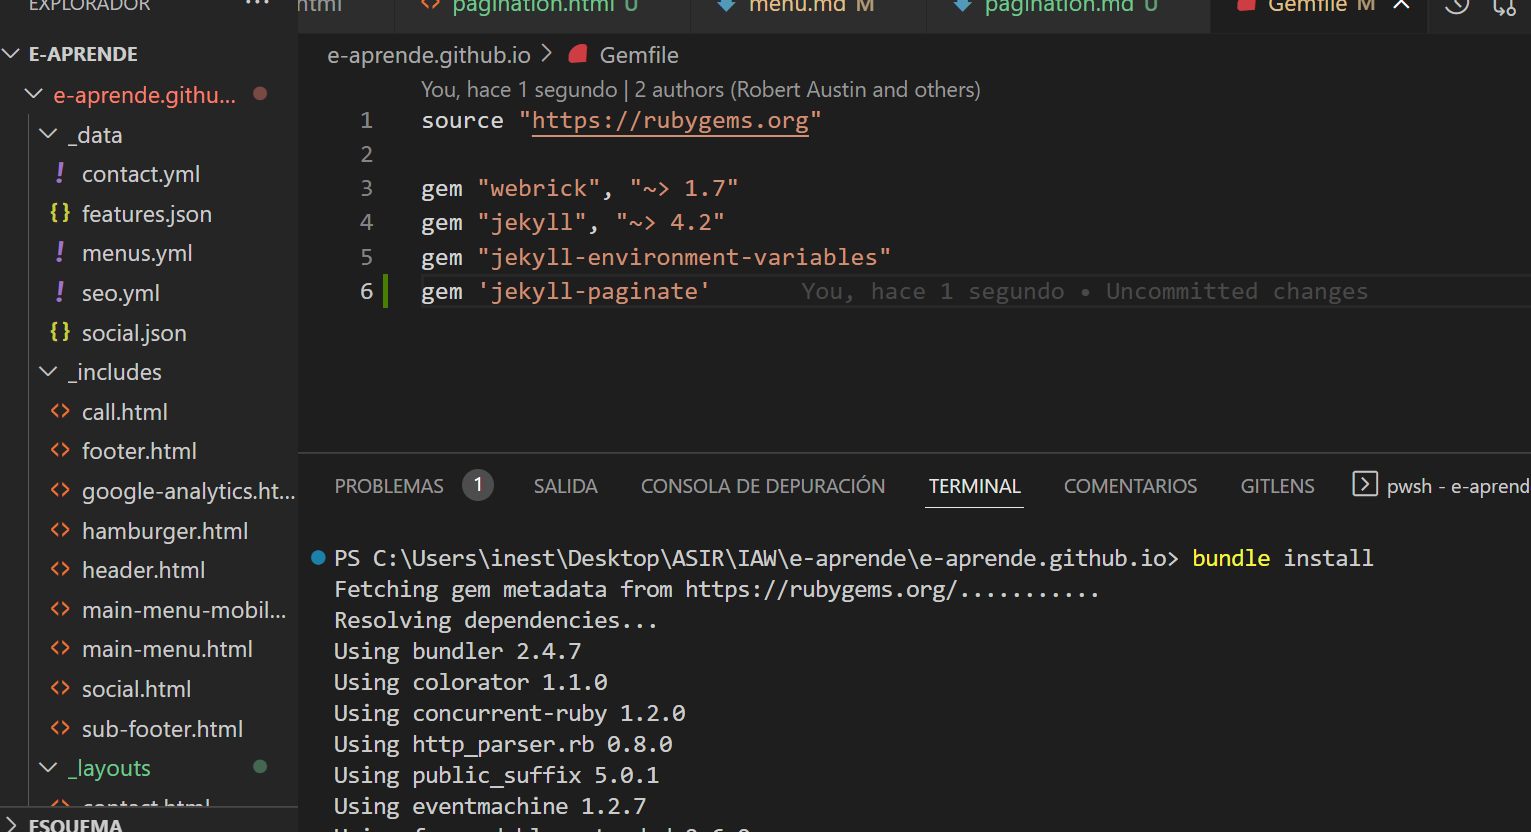 EXPLORADOR
E-APRENDE
e-aprende.githu...
_data
contact.yml
features.json
menus.yml
seo.yml
social.json
_includes
call.html
footer.html
google-analytics.ht...
hamburger.html
header.html
main-menu-mobil...
main-menu.html
social.html
sub-footer.html
_layouts
contact.html
ESQUEMA
html
pagination.html U
menu.md M
pagination.md U
Gemfile M
e-aprende.github.io > Gemfile
You, hace 1 segundo | 2 authors (Robert Austin and others)
1 source "https://rubygems.org"
2
3 gem "webrick", "~> 1.7"
4 gem "jekyll", "~> 4.2"
5 gem "jekyll-environment-variables"
6 gem 'jekyll-paginate' You, hace 1 segundo • Uncommitted changes
PROBLEMAS 1 SALIDA CONSOLA DE DEPURACIÓN TERMINAL COMENTARIOS GITLENS pwsh - e-aprend
PS C:\Users\inest\Desktop\ASIR\IAW\e-aprende\e-aprende.github.io> bundle install
Fetching gem metadata from https://rubygems.org/...........
Resolving dependencies...
Using bundler 2.4.7
Using colorator 1.1.0
Using concurrent-ruby 1.2.0
Using http_parser.rb 0.8.0
Using public_suffix 5.0.1
Using eventmachine 1.2.7